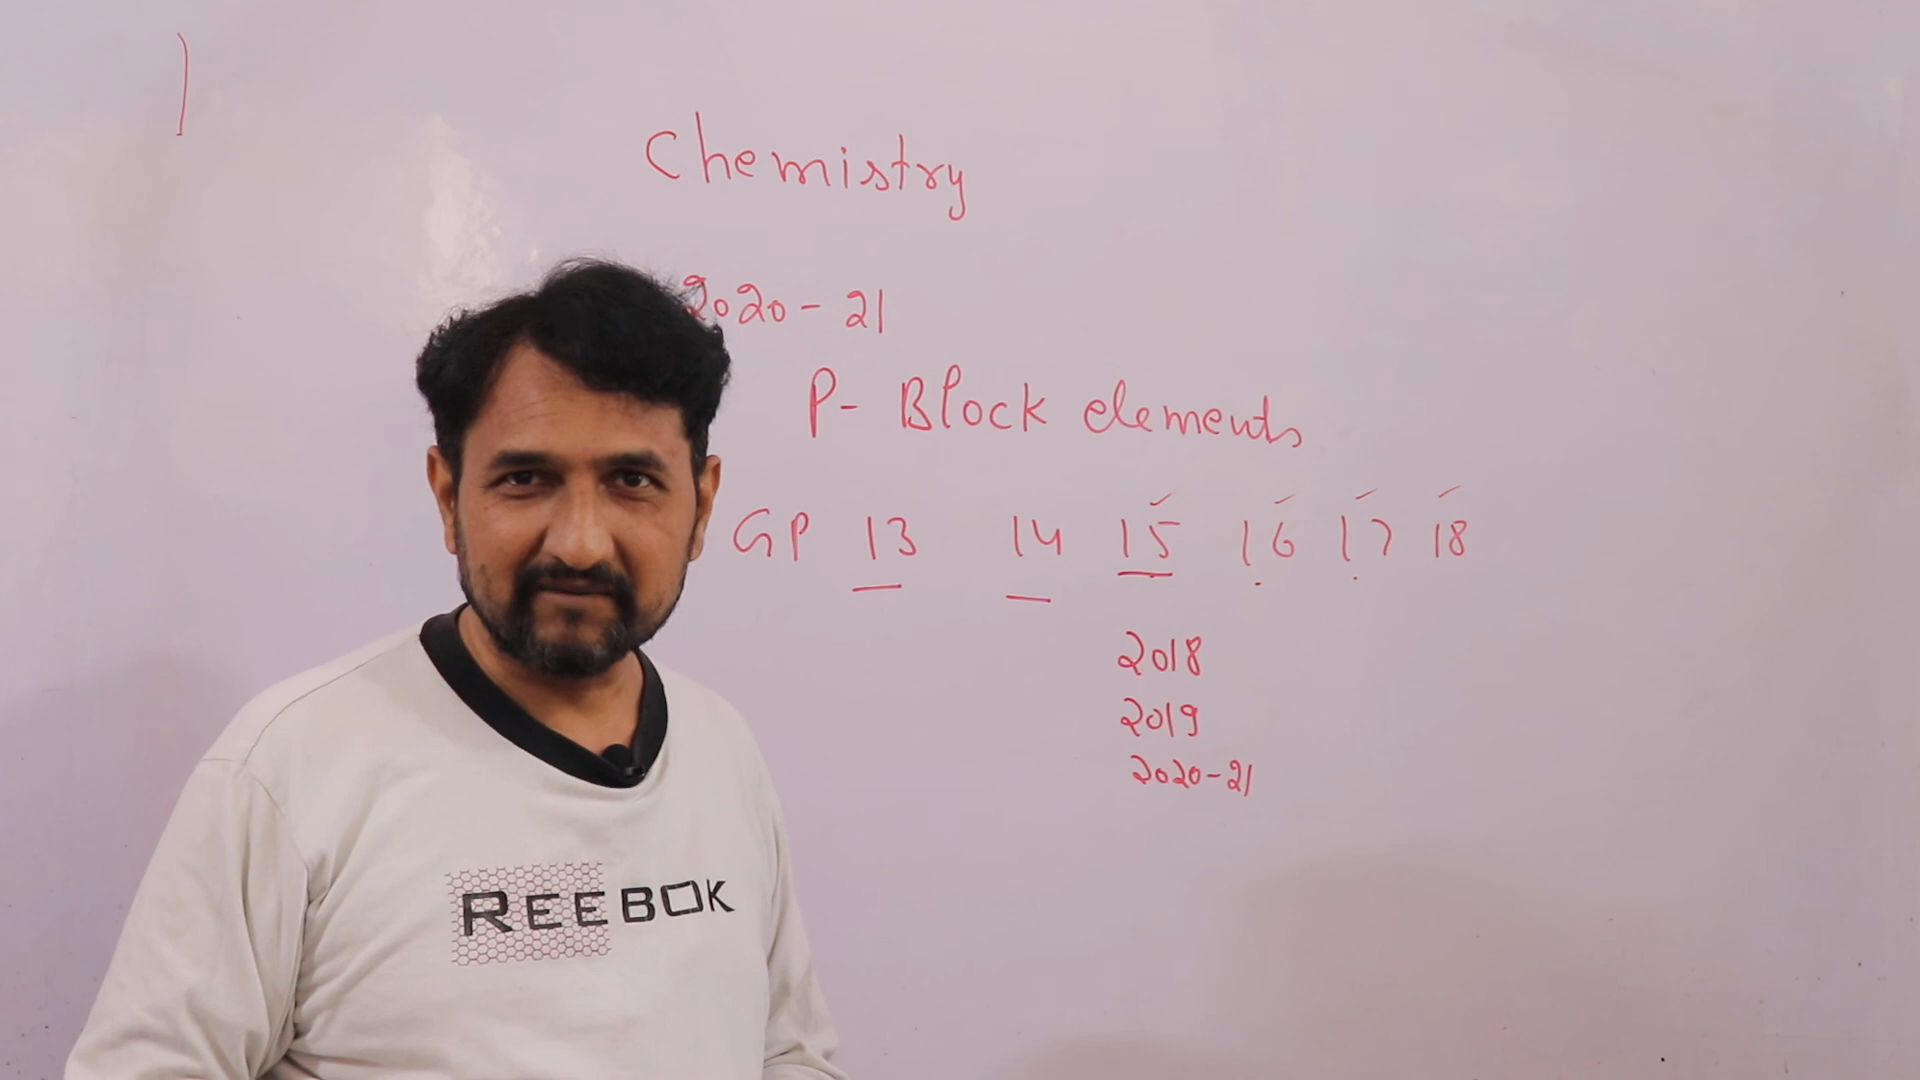 Chemistry
2020-21
P- Block elements
GP 13 14 15 16 17 18
2018
2019
2020-21
REEBOK